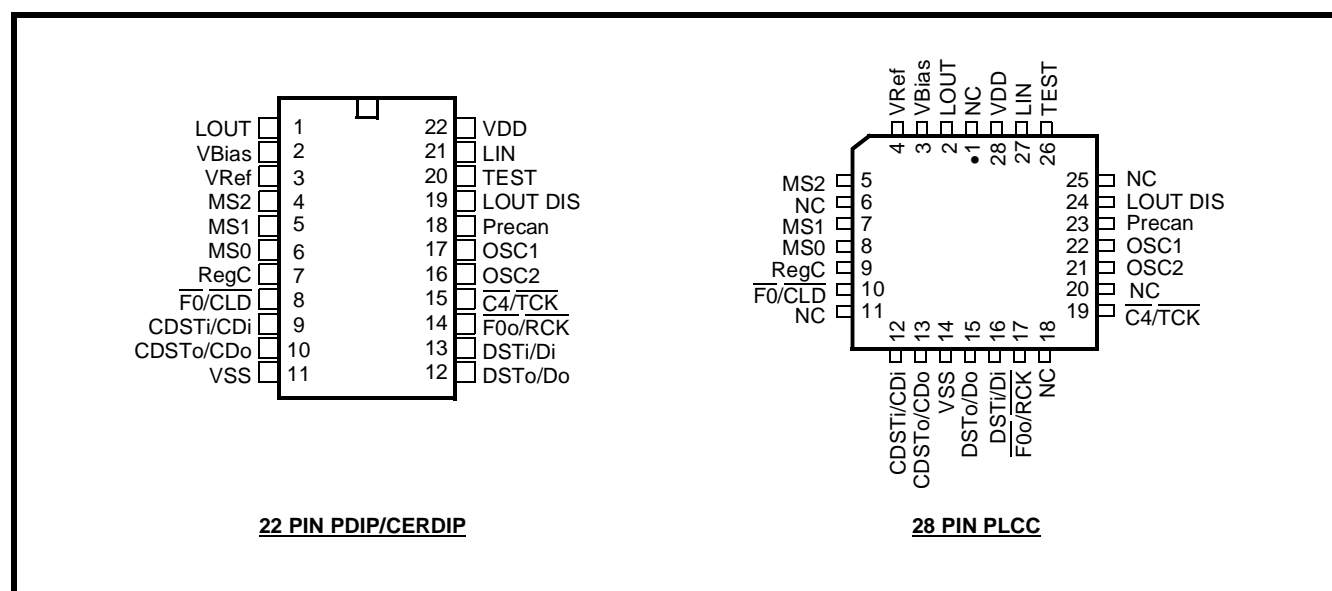 LOUT 1
VBias 2
VRef 3
MS2 4
MS1 5
MS0 6
RegC 7
F0/CLD 8
CDSTi/CDi 9
CDSTo/CDo 10
VSS 11
22 VDD
21 LIN
20 TEST
19 LOUT DIS
18 Precan
17 OSC1
16 OSC2
15 C4/TCK
14 F0o/RCK
13 DSTi/Di
12 DSTo/Do
22 PIN PDIP/CERDIP
VRef 4
VBias 3
LOUT 2
NC •1
VDD 28
LIN 27
TEST 26
MS2 5
NC 6
MS1 7
MS0 8
RegC 9
F0/CLD 10
NC 11
25 NC
24 LOUT DIS
23 Precan
22 OSC1
21 OSC2
20 NC
19 C4/TCK
CDSTi/CDi 12
CDSTo/CDo 13
VSS 14
DSTo/Do 15
DSTi/Di 16
F0o/RCK 17
NC 18
28 PIN PLCC